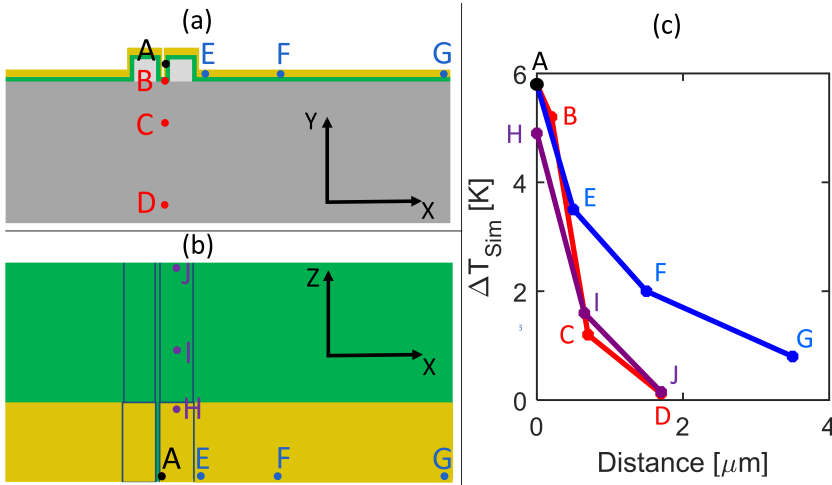 (a)
A
E
F
G
B
C
D
Y
X
(b)
J
I
H
A
E
F
G
Z
X
(c)
A
6
B
H
4
E
F
2
I
C
G
J
D
0
0
2
4
ΔT_Sim [K]
Distance [μm]